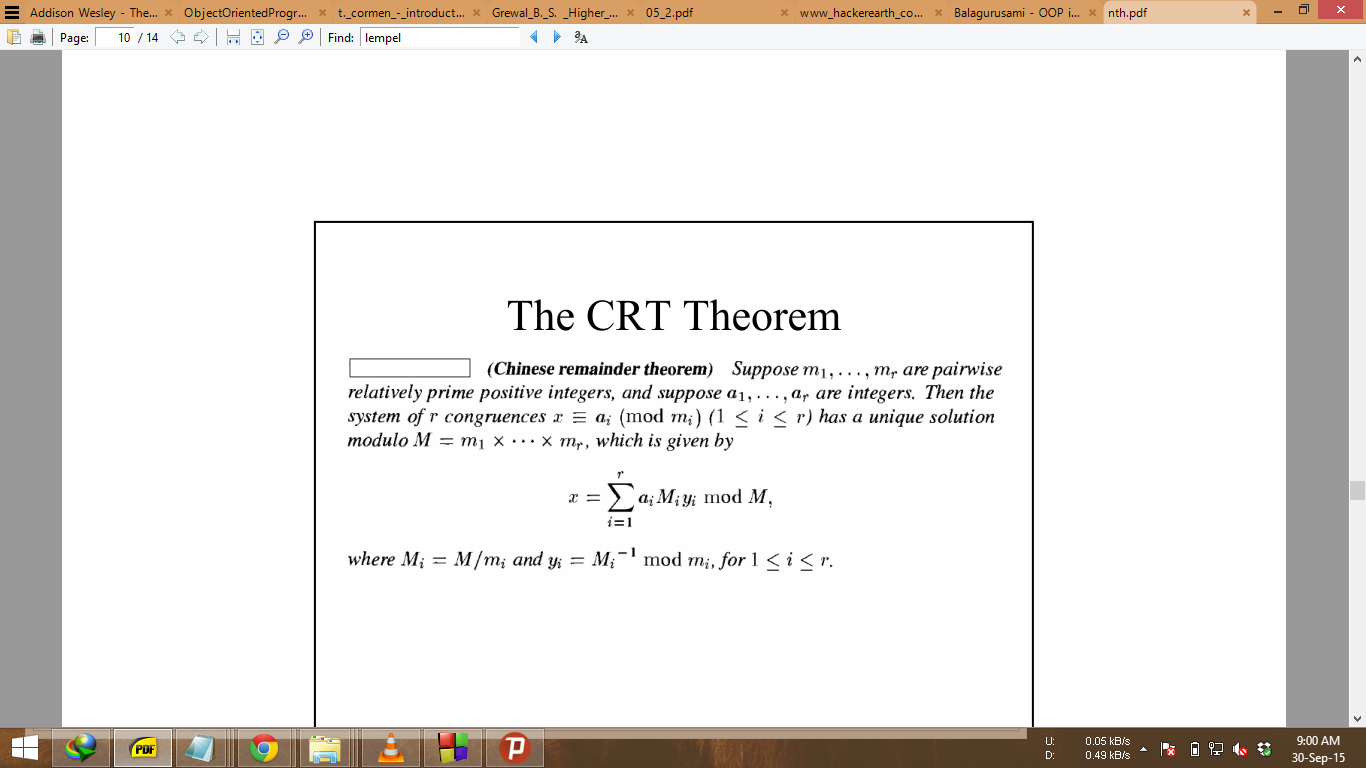 Addison Wesley - The... ObjectOrientedProgr... t._cormen_-_introduct... Grewal_B._S. _Higher_... 05_2.pdf www_hackerearth_co... Balagurusami - OOP i... nth.pdf
Page: 10 / 14 Find: lempel
The CRT Theorem
(Chinese remainder theorem) Suppose m₁, . . . , mᵣ are pairwise
relatively prime positive integers, and suppose a₁, . . . , aᵣ are integers. Then the
system of r congruences x ≡ aᵢ (mod mᵢ) (1 ≤ i ≤ r) has a unique solution
modulo M = m₁ × · · · × mᵣ, which is given by
x = ∑ᵢ₌₁ʳ aᵢMᵢyᵢ mod M,
where Mᵢ = M/mᵢ and yᵢ = Mᵢ⁻¹ mod mᵢ, for 1 ≤ i ≤ r.
U: 0.05 kB/s
D: 0.49 kB/s
9:00 AM
30-Sep-15
PDF